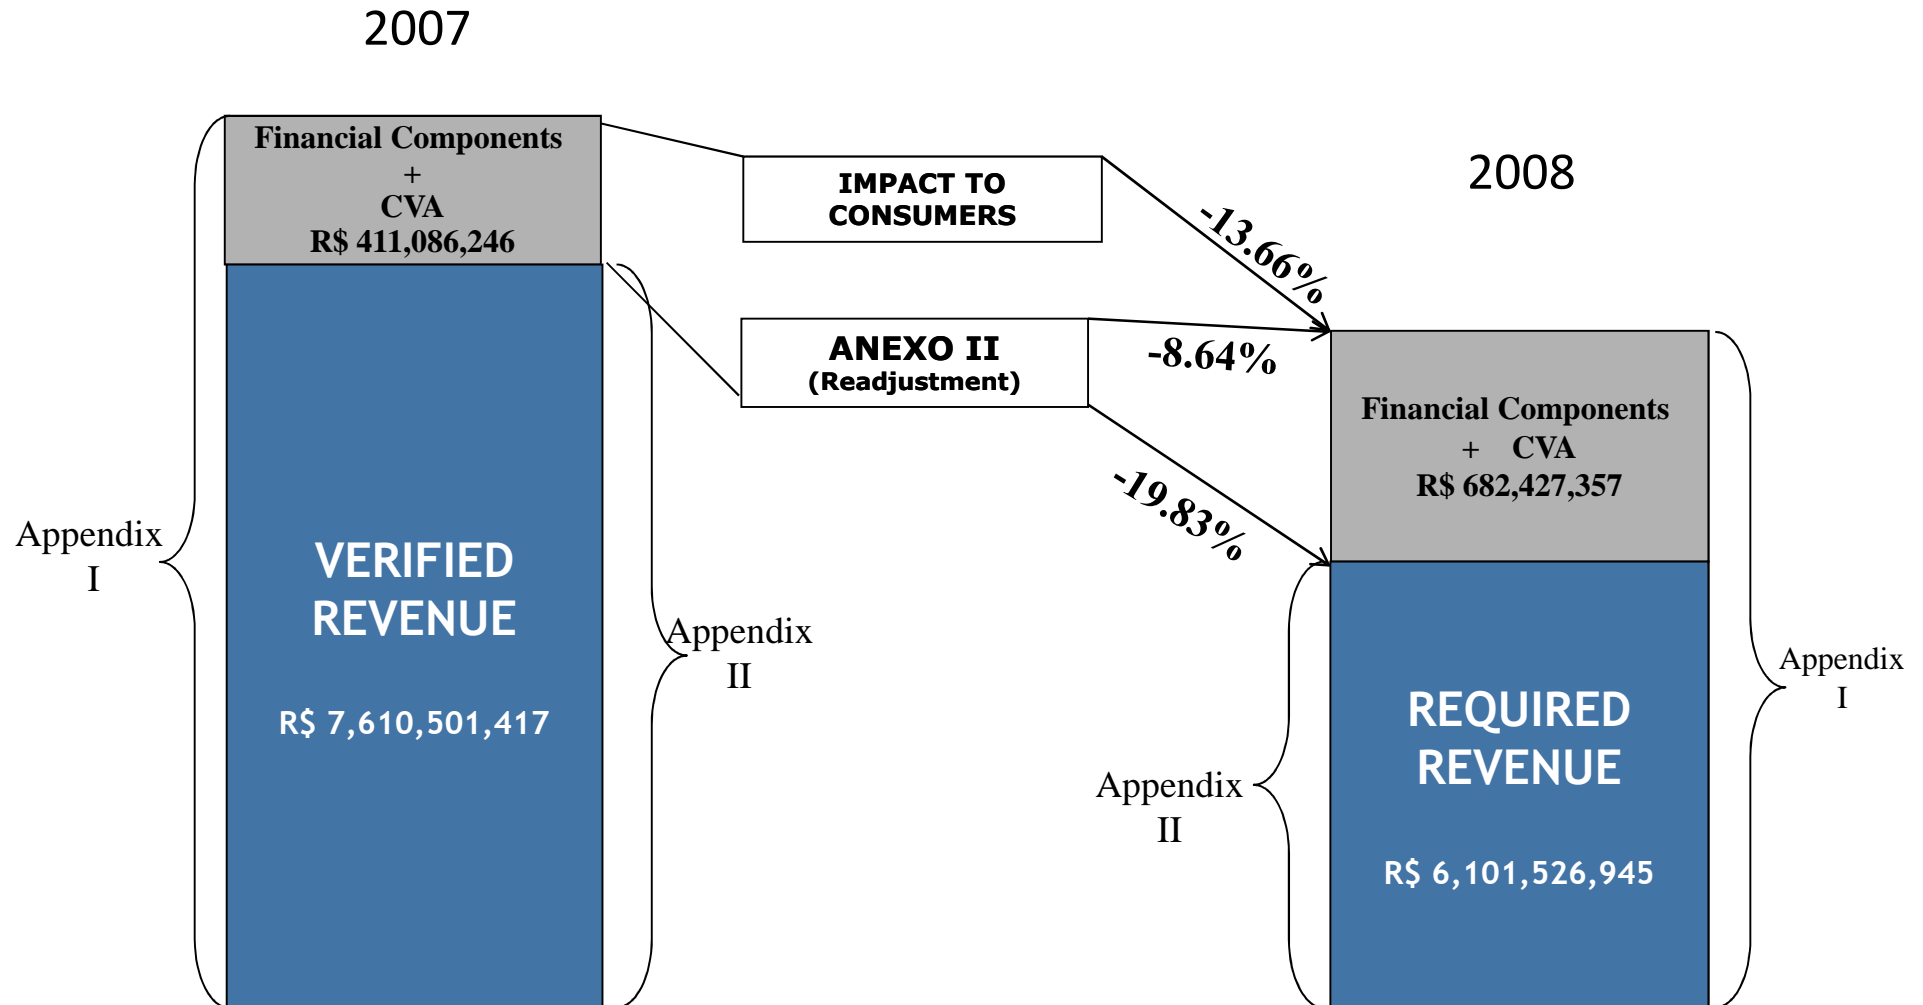 2007
Financial Components
+
CVA
R$ 411,086,246
IMPACT TO
CONSUMERS
2008
-13.66%
ANEXO II
(Readjustment)
-8.64%
-19.83%
Financial Components
+ CVA
R$ 682,427,357
Appendix
I
VERIFIED
REVENUE
R$ 7,610,501,417
Appendix
II
Appendix
I
REQUIRED
REVENUE
R$ 6,101,526,945
Appendix
II